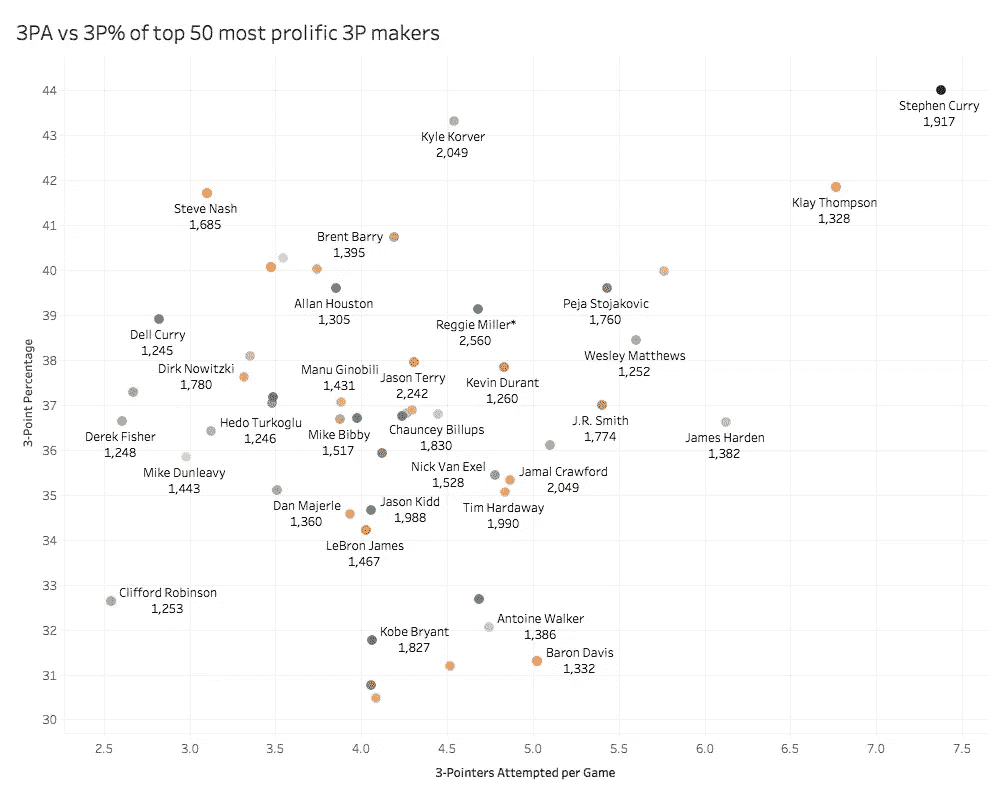 3PA vs 3P% of top 50 most prolific 3P makers
44
43
42
41
40
39
38
37
36
35
34
33
32
31
30
3-Point Percentage
Stephen Curry
1,917
Kyle Korver
2,049
Klay Thompson
1,328
Steve Nash
1,685
Brent Barry
1,395
Allan Houston
1,305
Peja Stojakovic
1,760
Reggie Miller*
2,560
Dell Curry
1,245
Wesley Matthews
1,252
Dirk Nowitzki
1,780
Manu Ginobili
1,431
Jason Terry
2,242
Kevin Durant
1,260
J.R. Smith
1,774
Hedo Turkoglu
1,246
Mike Bibby
1,517
Chauncey Billups
1,830
Derek Fisher
1,248
James Harden
1,382
Mike Dunleavy
1,443
Nick Van Exel
1,528
Jamal Crawford
2,049
Dan Majerle
1,360
Jason Kidd
1,988
Tim Hardaway
1,990
LeBron James
1,467
Clifford Robinson
1,253
Antoine Walker
1,386
Kobe Bryant
1,827
Baron Davis
1,332
2.5 3.0 3.5 4.0 4.5 5.0 5.5 6.0 6.5 7.0 7.5
3-Pointers Attempted per Game